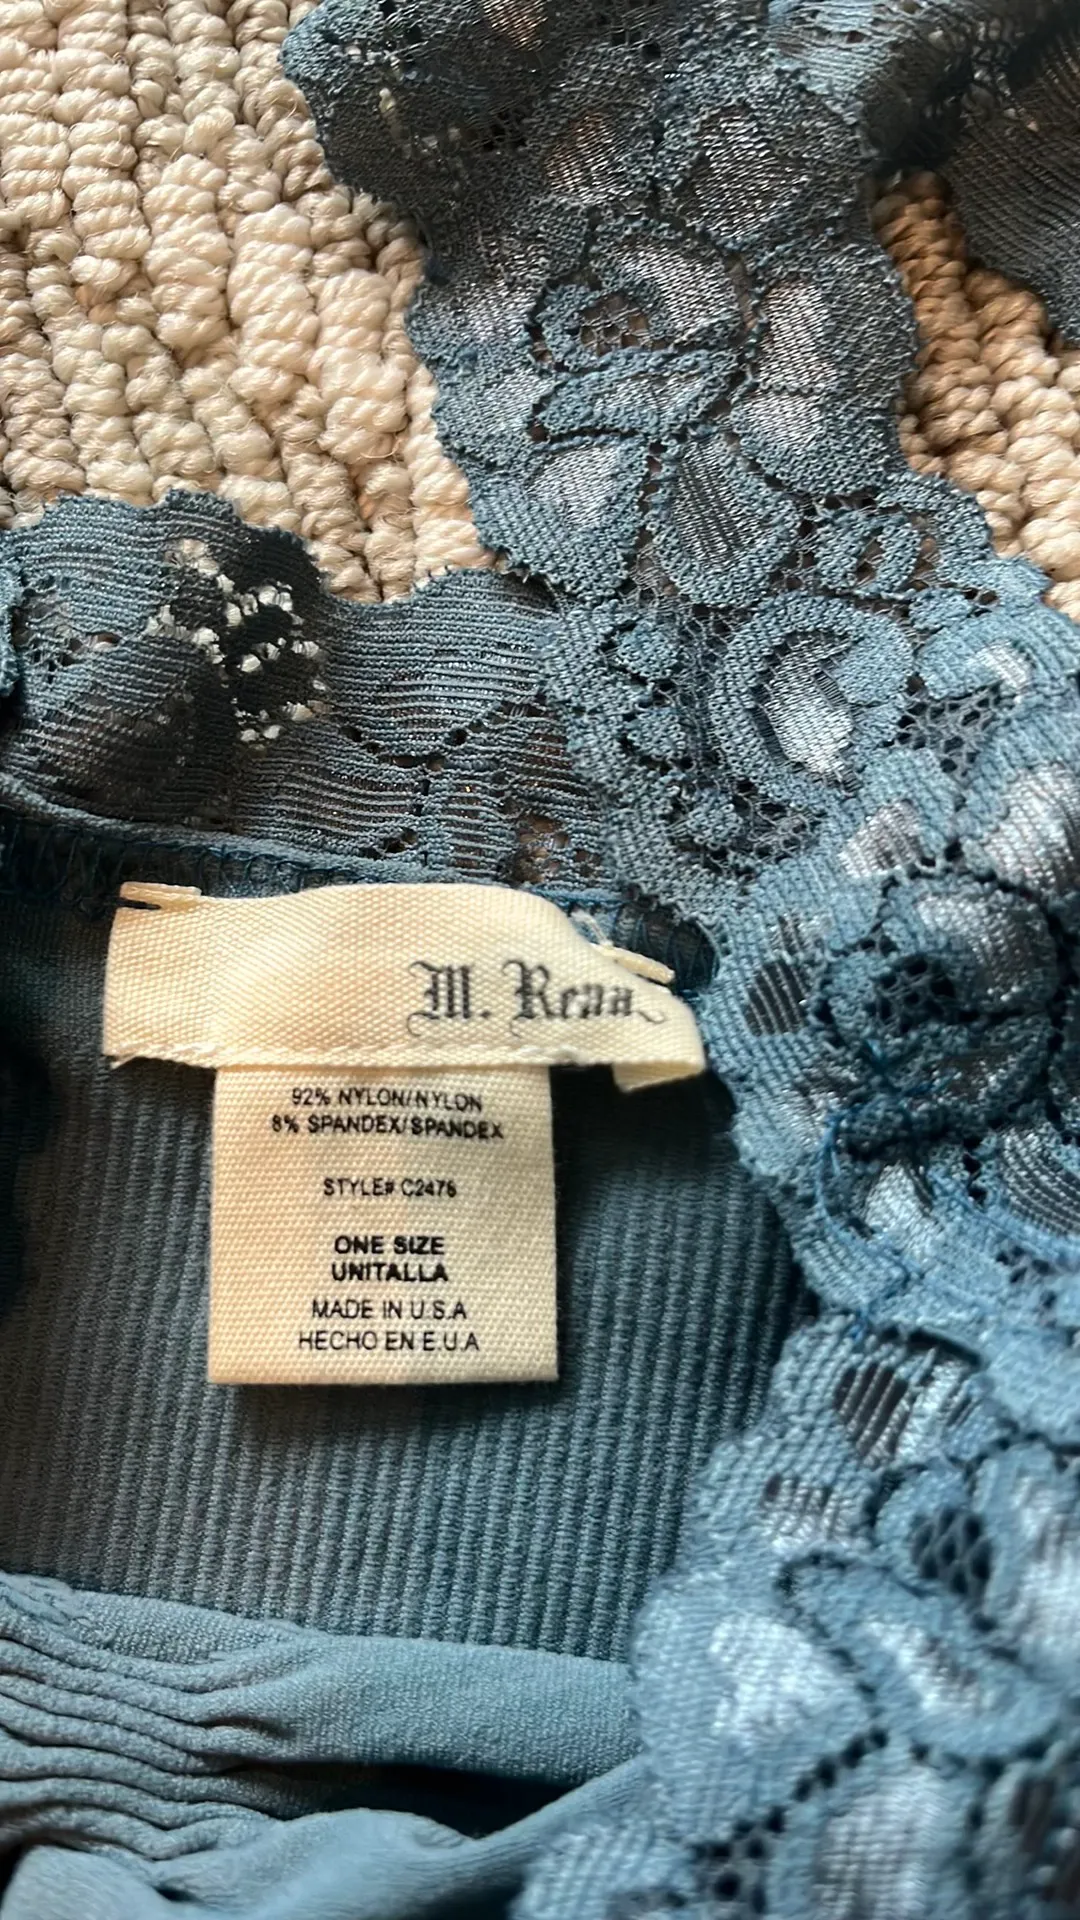 M. Rena
92% NYLON/NYLON
8% SPANDEX/SPANDEX
STYLE# C2476
ONE SIZE
UNITALLA
MADE IN U.S.A
HECHO EN E.U.A